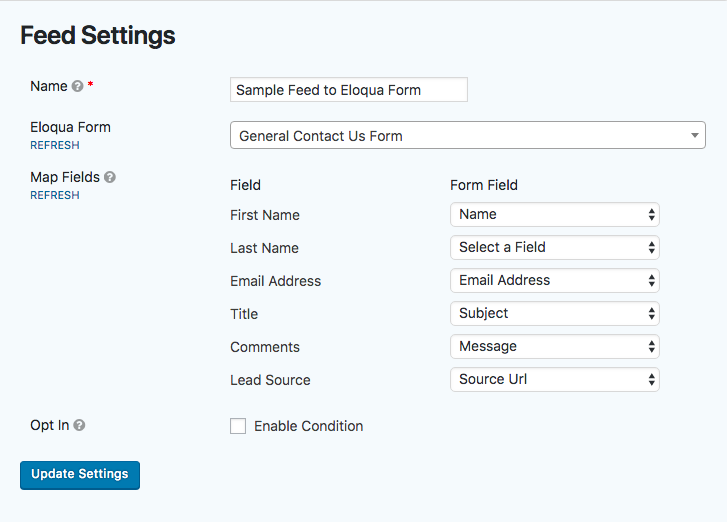 Feed Settings
Name ? *
Sample Feed to Eloqua Form
Eloqua Form
REFRESH
General Contact Us Form
Map Fields ?
REFRESH
Field Form Field
First Name Name
Last Name Select a Field
Email Address Email Address
Title Subject
Comments Message
Lead Source Source Url
Opt In ? Enable Condition
Update Settings